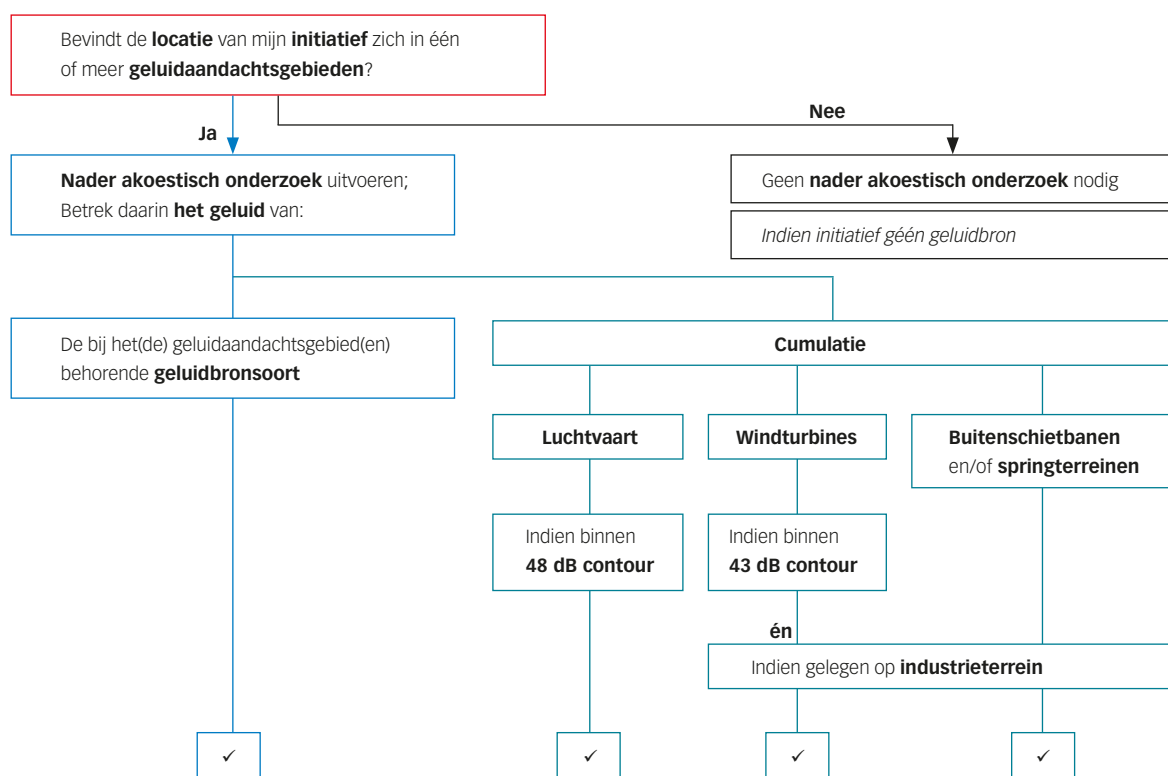 Bevindt de locatie van mijn initiatief zich in één
of meer geluidaandachtsgebieden?
Ja
Nee
Nader akoestisch onderzoek uitvoeren;
Betrek daarin het geluid van:
Geen nader akoestisch onderzoek nodig
Indien initiatief géén geluidbron
De bij het(de) geluidaandachtsgebied(en)
behorende geluidbronsoort
Cumulatie
Luchtvaart
Windturbines
Buitenschietbanen
en/of springterreinen
Indien binnen
48 dB contour
Indien binnen
43 dB contour
én
Indien gelegen op industrieterrein
✓
✓
✓
✓